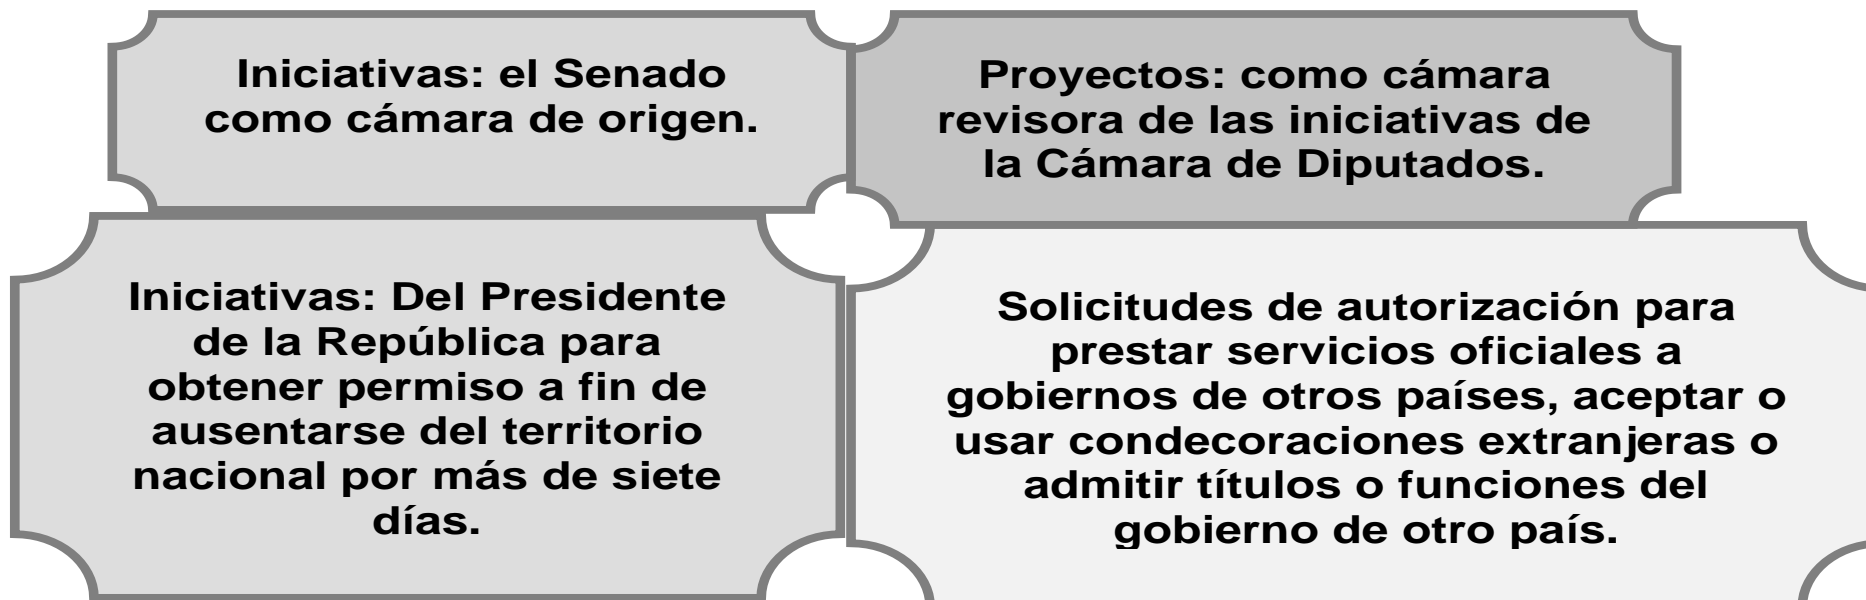 Iniciativas: el Senado
como cámara de origen.
Proyectos: como cámara
revisora de las iniciativas de
la Cámara de Diputados.
Iniciativas: Del Presidente
de la República para
obtener permiso a fin de
ausentarse del territorio
nacional por más de siete
días.
Solicitudes de autorización para
prestar servicios oficiales a
gobiernos de otros países, aceptar o
usar condecoraciones extranjeras o
admitir títulos o funciones del
gobierno de otro país.